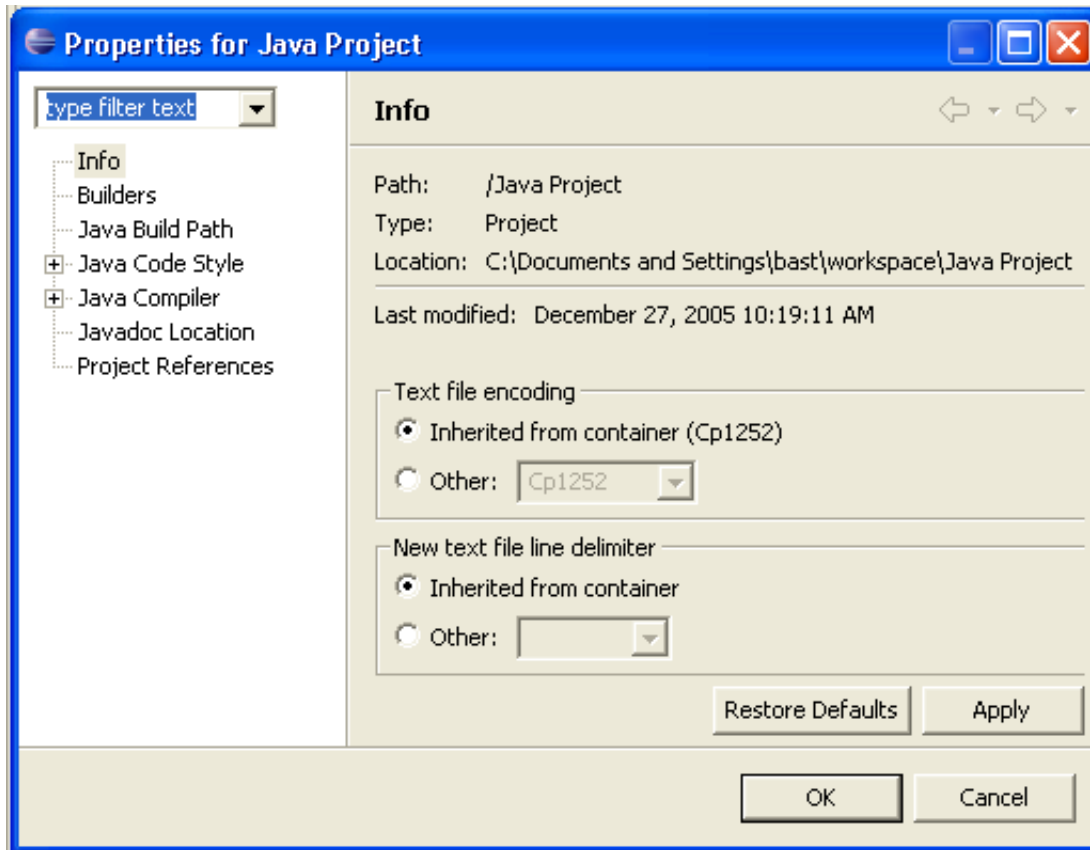 Properties for Java Project
type filter text
Info
Builders
Java Build Path
Java Code Style
Java Compiler
Javadoc Location
Project References
Info
Path: /Java Project
Type: Project
Location: C:\Documents and Settings\bast\workspace\Java Project
Last modified: December 27, 2005 10:19:11 AM
Text file encoding
Inherited from container (Cp1252)
Other: Cp1252
New text file line delimiter
Inherited from container
Other:
Restore Defaults Apply
OK Cancel